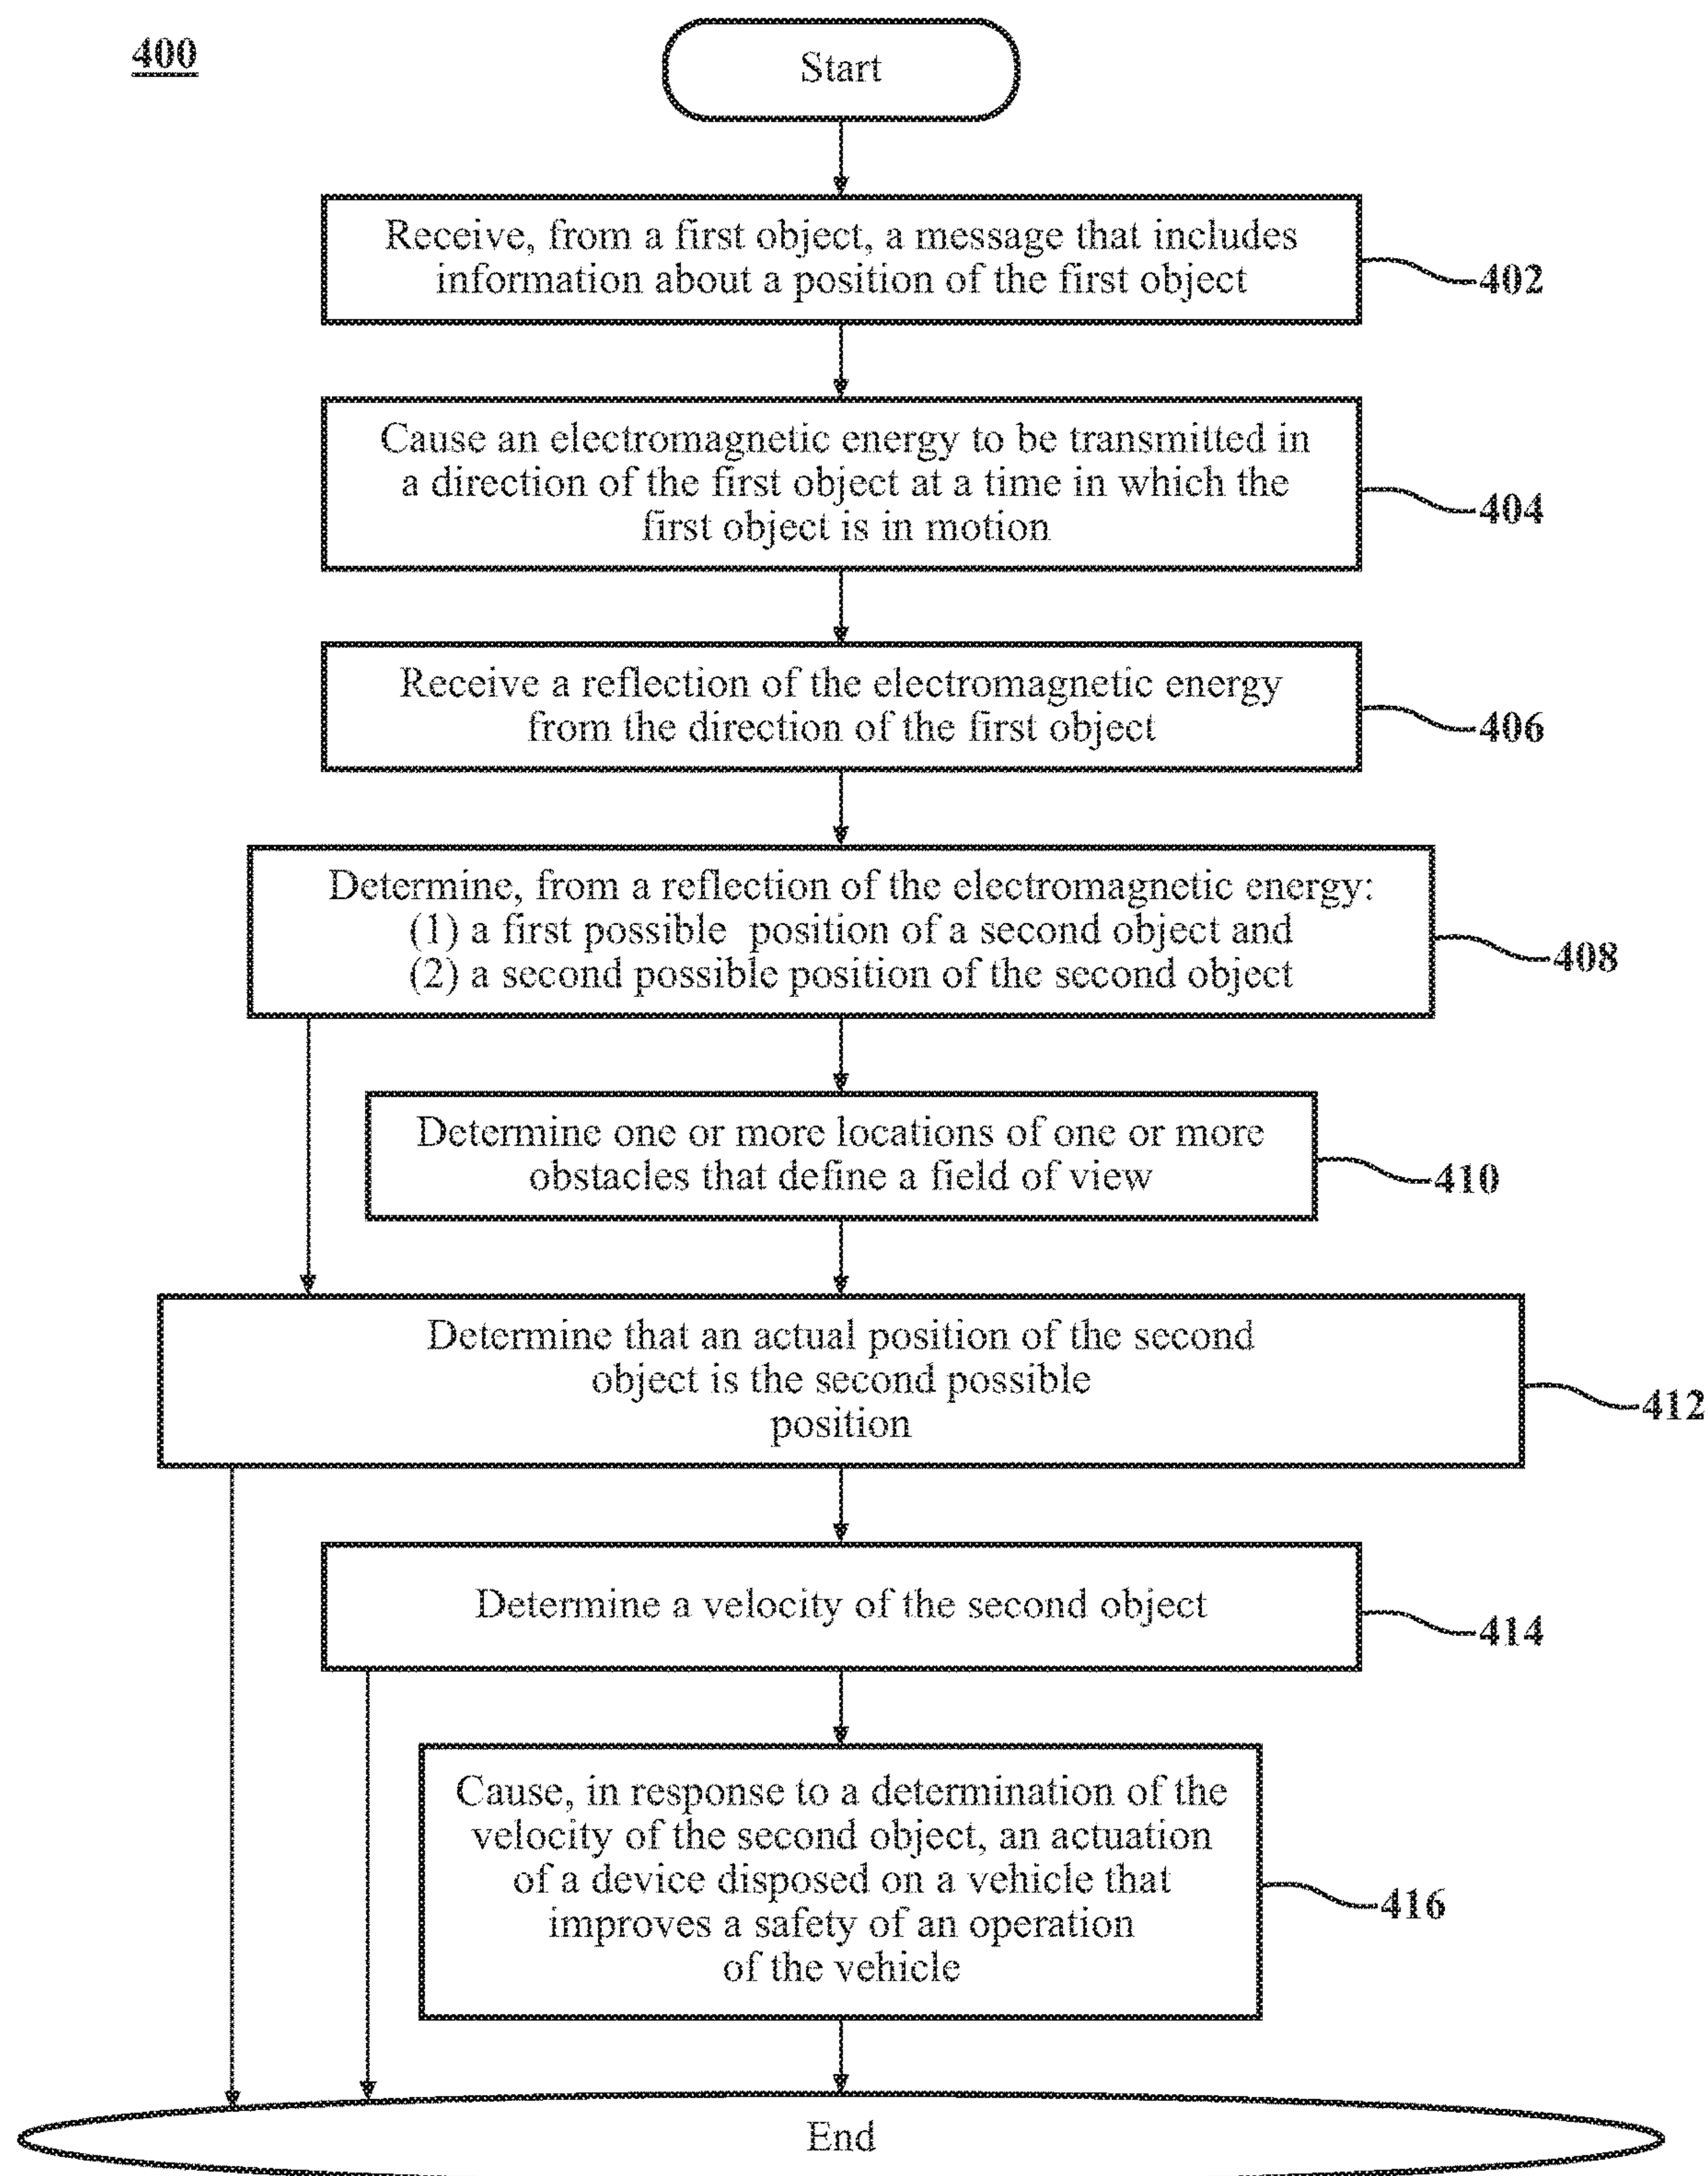 400
Start
Receive, from a first object, a message that includes
information about a position of the first object
402
Cause an electromagnetic energy to be transmitted in
a direction of the first object at a time in which the
first object is in motion
404
Receive a reflection of the electromagnetic energy
from the direction of the first object
406
Determine, from a reflection of the electromagnetic energy:
(1) a first possible position of a second object and
(2) a second possible position of the second object
408
Determine one or more locations of one or more
obstacles that define a field of view
410
Determine that an actual position of the second
object is the second possible
position
412
Determine a velocity of the second object
414
Cause, in response to a determination of the
velocity of the second object, an actuation
of a device disposed on a vehicle that
improves a safety of an operation
of the vehicle
416
End